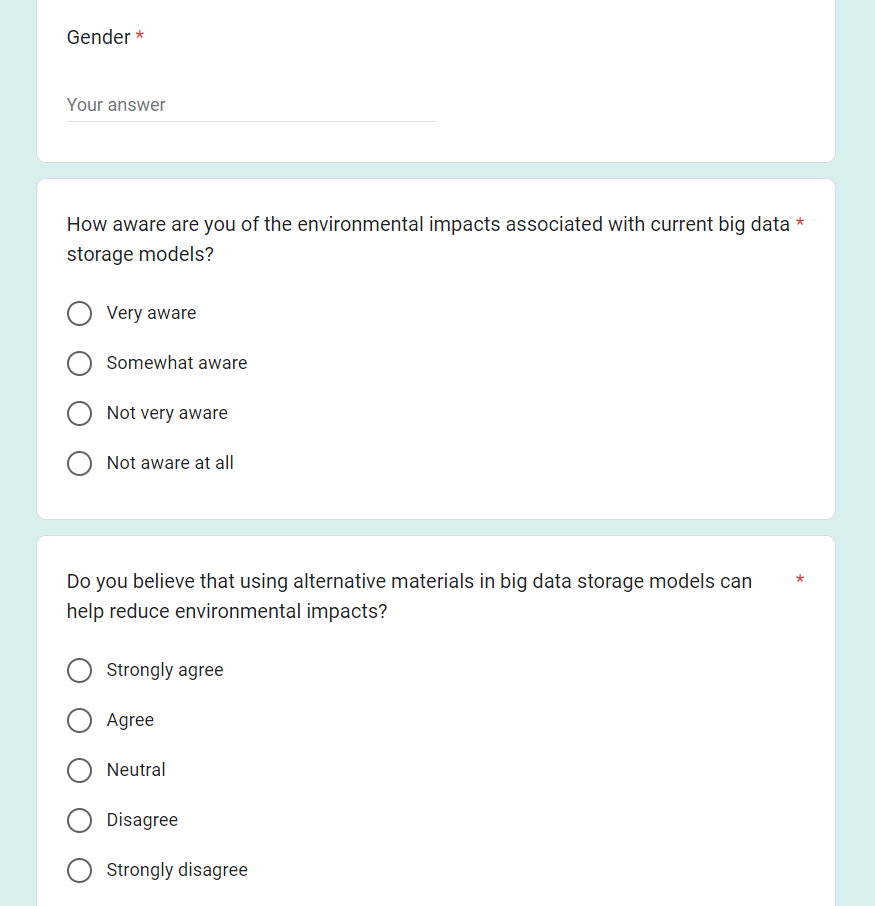 Gender *
Your answer
How aware are you of the environmental impacts associated with current big data *
storage models?
Very aware
Somewhat aware
Not very aware
Not aware at all
Do you believe that using alternative materials in big data storage models can *
help reduce environmental impacts?
Strongly agree
Agree
Neutral
Disagree
Strongly disagree